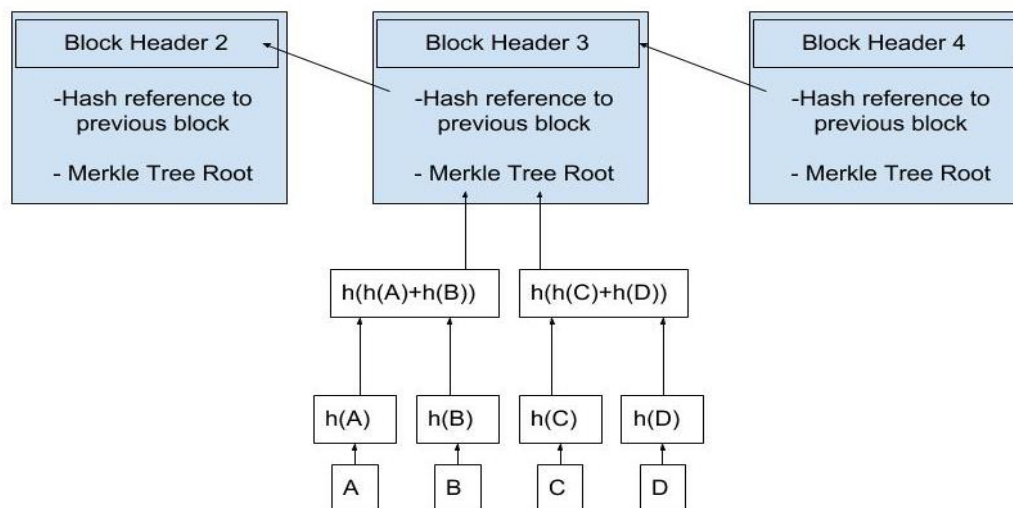 Block Header 2
-Hash reference to
previous block
- Merkle Tree Root
Block Header 3
-Hash reference to
previous block
- Merkle Tree Root
Block Header 4
-Hash reference to
previous block
- Merkle Tree Root
h(h(A)+h(B))
h(h(C)+h(D))
h(A)
h(B)
h(C)
h(D)
A
B
C
D